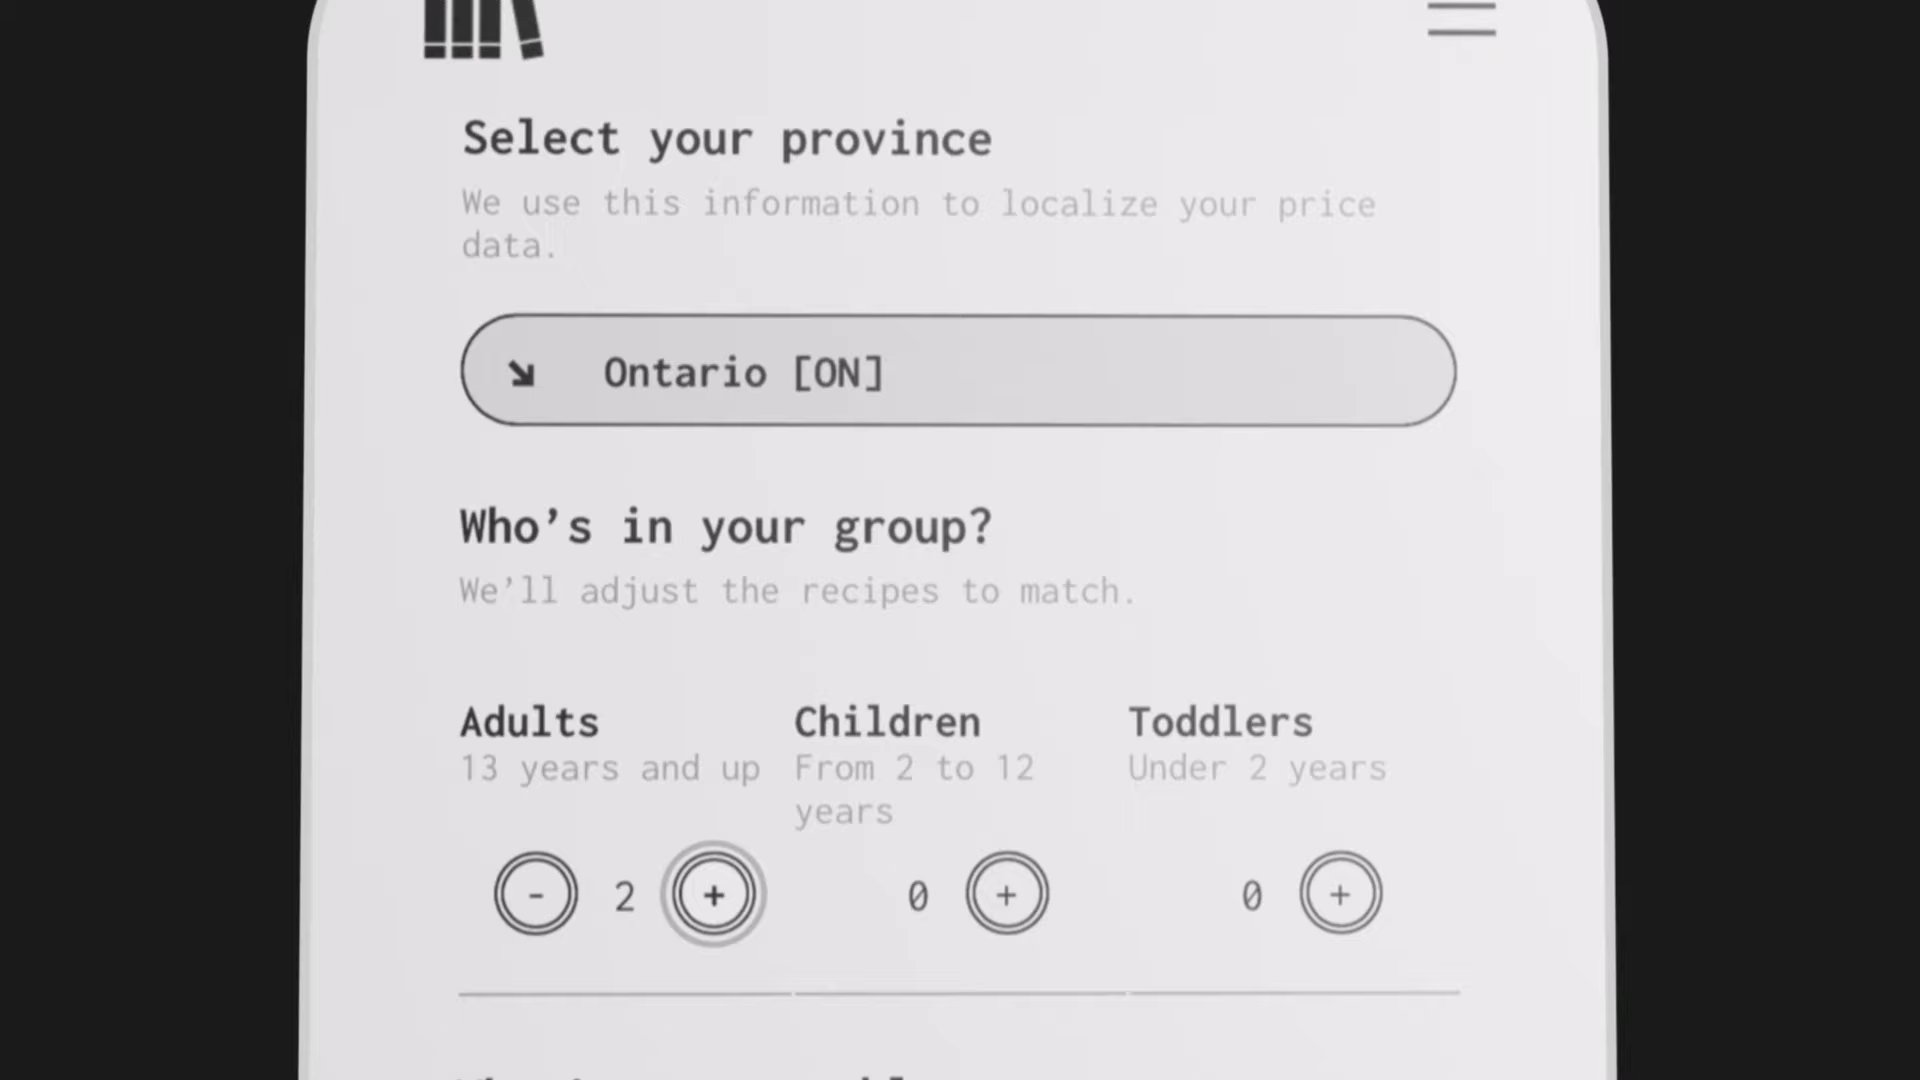 Select your province
We use this information to localize your price
data.
Ontario [ON]
Who’s in your group?
We’ll adjust the recipes to match.
Adults Children Toddlers
13 years and up From 2 to 12 Under 2 years
years
- 2 + 0 + 0 +